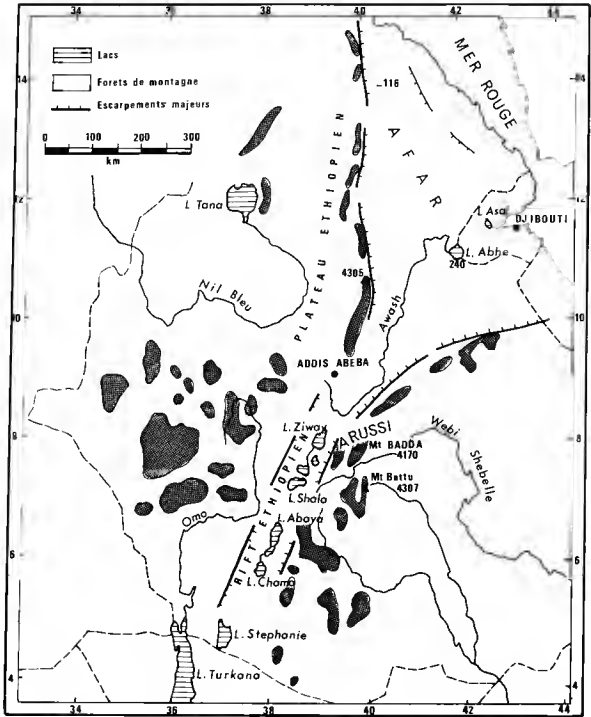 34 36 38 40 42 44
Lacs
Forets de montagne
Escarpements majeurs
0 100 200 300
km
14
14
-116
MER ROUGE
AFAR
PLATEAU ETHIOPIEN
12
12
L. Tana
L Asa
DJIBOUTI
L. Abhe
240
Nil Bleu
4305
Awash
10
10
ADDIS ABEBA
L. Ziway
ARUSSI
Webi
Shebelle
8
8
Mt BADDA
4170
RIFT ETHIOPIEN
L. Shala
Mt Battu
4307
Omo
L. Abaya
6
6
L. Chamo
L. Stephanie
4
4
L. Turkana
34 36 38 40 42 44